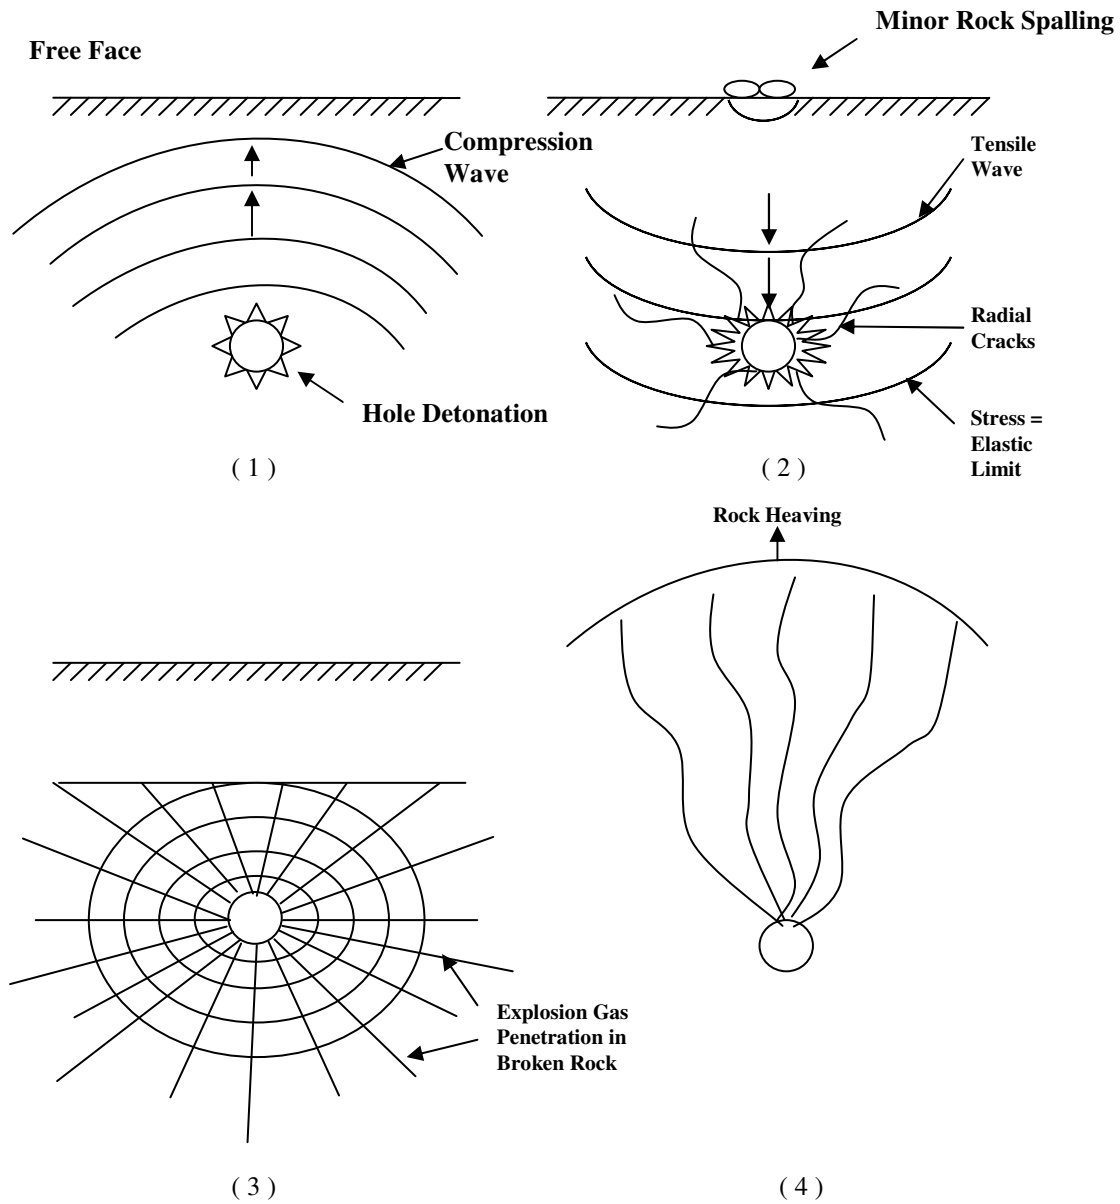 Free Face
Compression
Wave
Hole Detonation
( 1 )
Minor Rock Spalling
Tensile
Wave
Radial
Cracks
Stress =
Elastic
Limit
( 2 )
Explosion Gas
Penetration in
Broken Rock
( 3 )
Rock Heaving
( 4 )